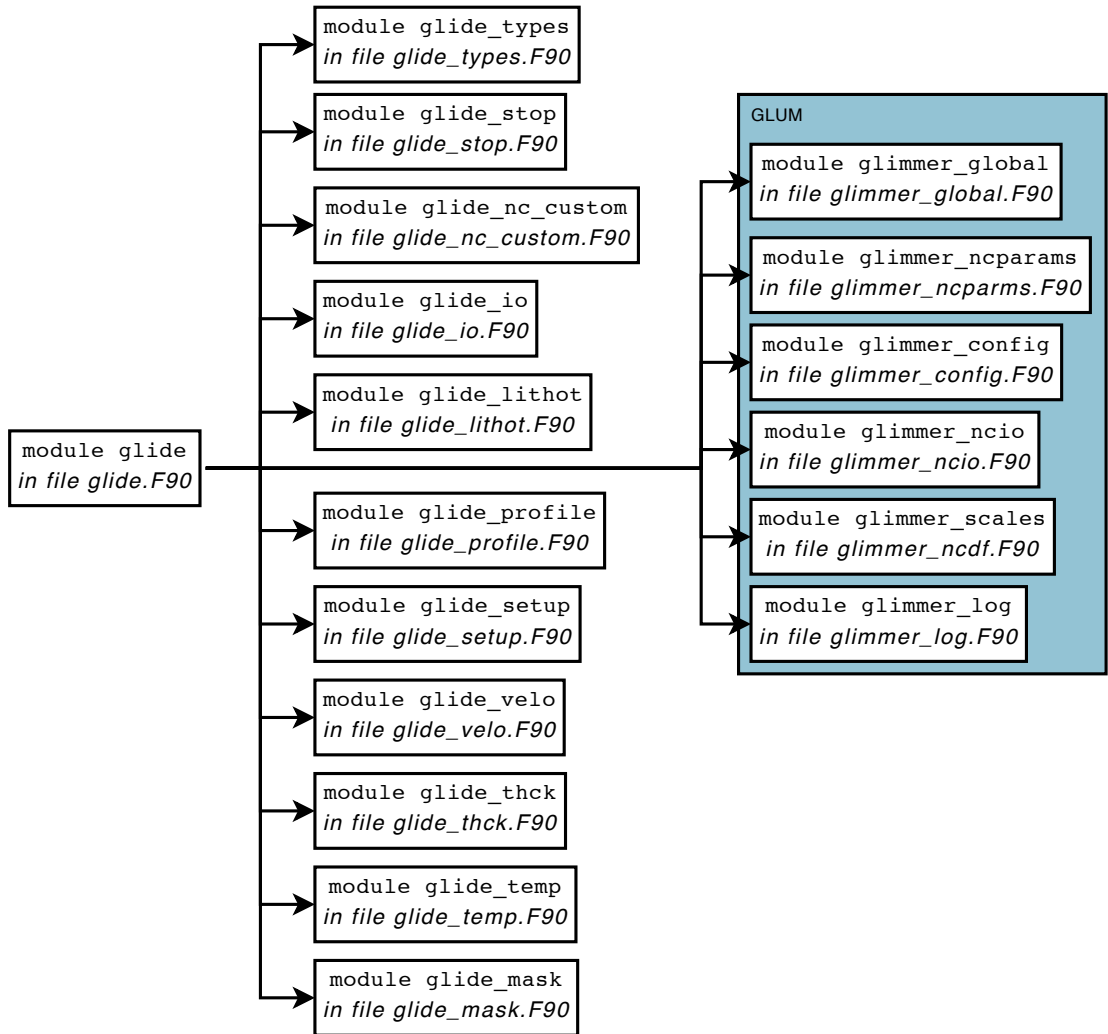 module glide
in file glide.F90
module glide_types
in file glide_types.F90
module glide_stop
in file glide_stop.F90
module glide_nc_custom
in file glide_nc_custom.F90
module glide_io
in file glide_io.F90
module glide_lithot
in file glide_lithot.F90
module glide_profile
in file glide_profile.F90
module glide_setup
in file glide_setup.F90
module glide_velo
in file glide_velo.F90
module glide_thck
in file glide_thck.F90
module glide_temp
in file glide_temp.F90
module glide_mask
in file glide_mask.F90
GLUM
module glimmer_global
in file glimmer_global.F90
module glimmer_ncparams
in file glimmer_ncparms.F90
module glimmer_config
in file glimmer_config.F90
module glimmer_ncio
in file glimmer_ncio.F90
module glimmer_scales
in file glimmer_ncdf.F90
module glimmer_log
in file glimmer_log.F90